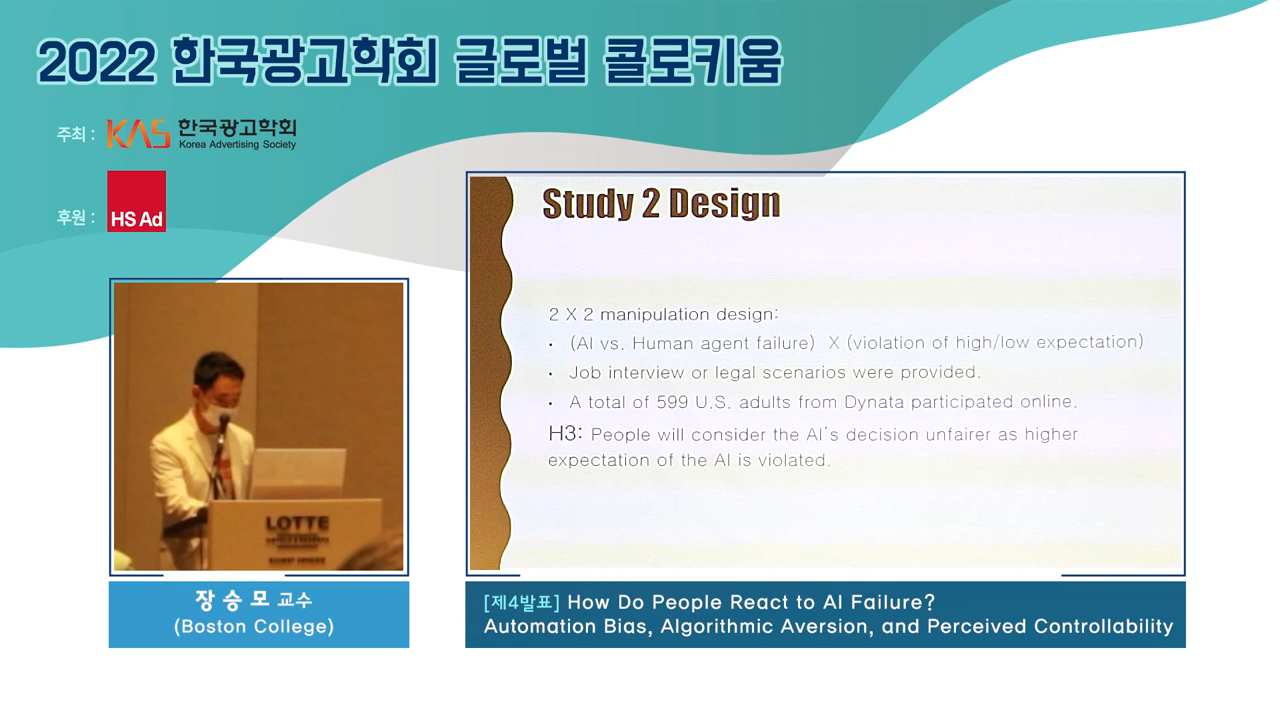 2022 한국광고학회 글로벌 콜로키움
주최 :
KAS 한국광고학회
Korea Advertising Society
후원 :
HS Ad
Study 2 Design
2 X 2 manipulation design:
• (AI vs. Human agent failure) X (violation of high/low expectation)
• Job interview or legal scenarios were provided.
• A total of 599 U.S. adults from Dynata participated online.
H3: People will consider the AI's decision unfairer as higher
expectation of the AI is violated.
LOTTE
장 승 모 교수
(Boston College)
[제4발표] How Do People React to AI Failure?
Automation Bias, Algorithmic Aversion, and Perceived Controllability